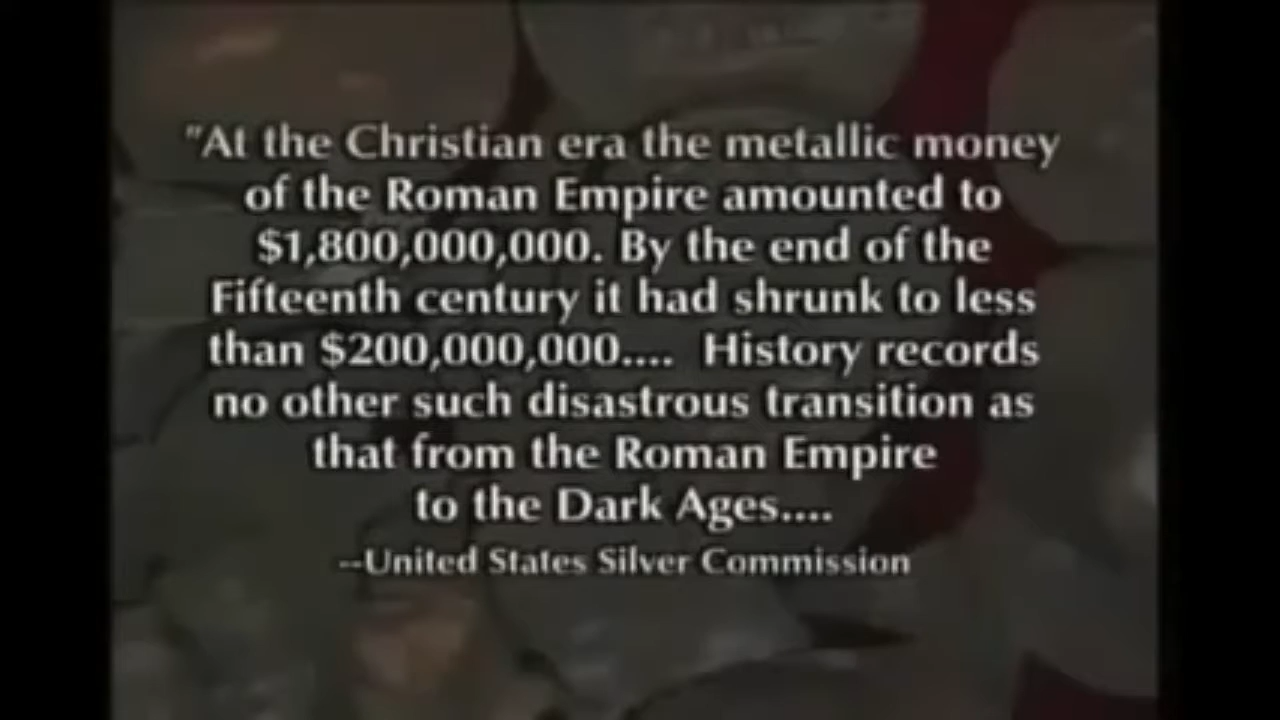 "At the Christian era the metallic money
of the Roman Empire amounted to
$1,800,000,000. By the end of the
Fifteenth century it had shrunk to less
than $200,000,000.... History records
no other such disastrous transition as
that from the Roman Empire
to the Dark Ages....
--United States Silver Commission